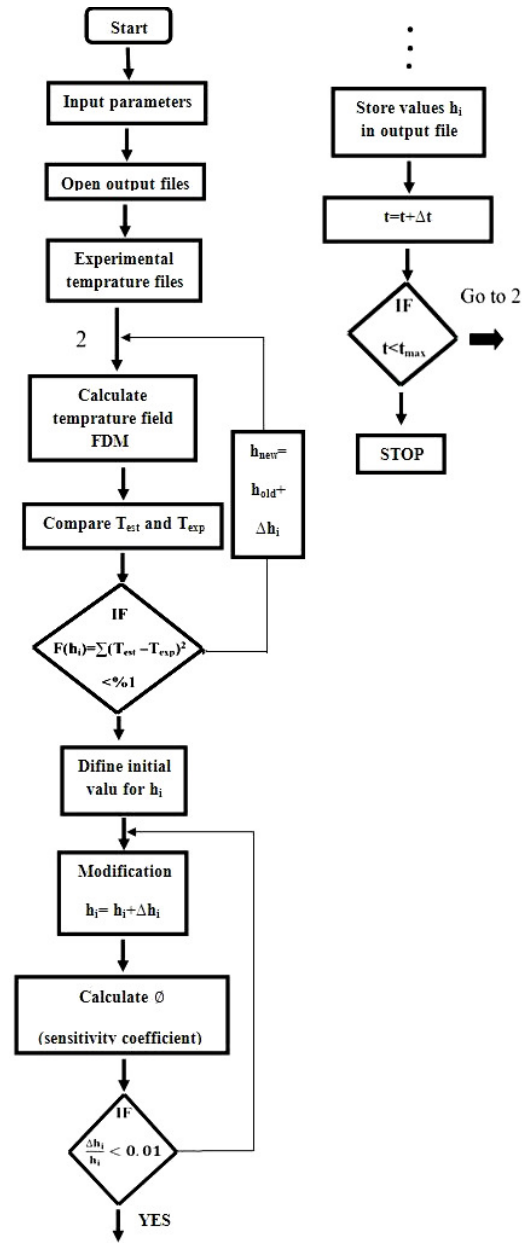 Start
Input parameters
Open output files
Experimental
temprature files
2
Calculate
temprature field
FDM
Compare Tₑₛₜ and Tₑₓₚ
IF
F(hᵢ)=∑(Tₑₛₜ –Tₑₓₚ)²
<%1
hₙₑw=
hₒₗd+
Δhᵢ
Difine initial
valu for hᵢ
Modification
hᵢ= hᵢ+Δhᵢ
Calculate ∅
(sensitivity coefficient)
IF
Δhᵢ/hᵢ < 0.01
YES
Store values hᵢ
in output file
t=t+Δt
IF
t<tₘₐₓ
Go to 2
STOP